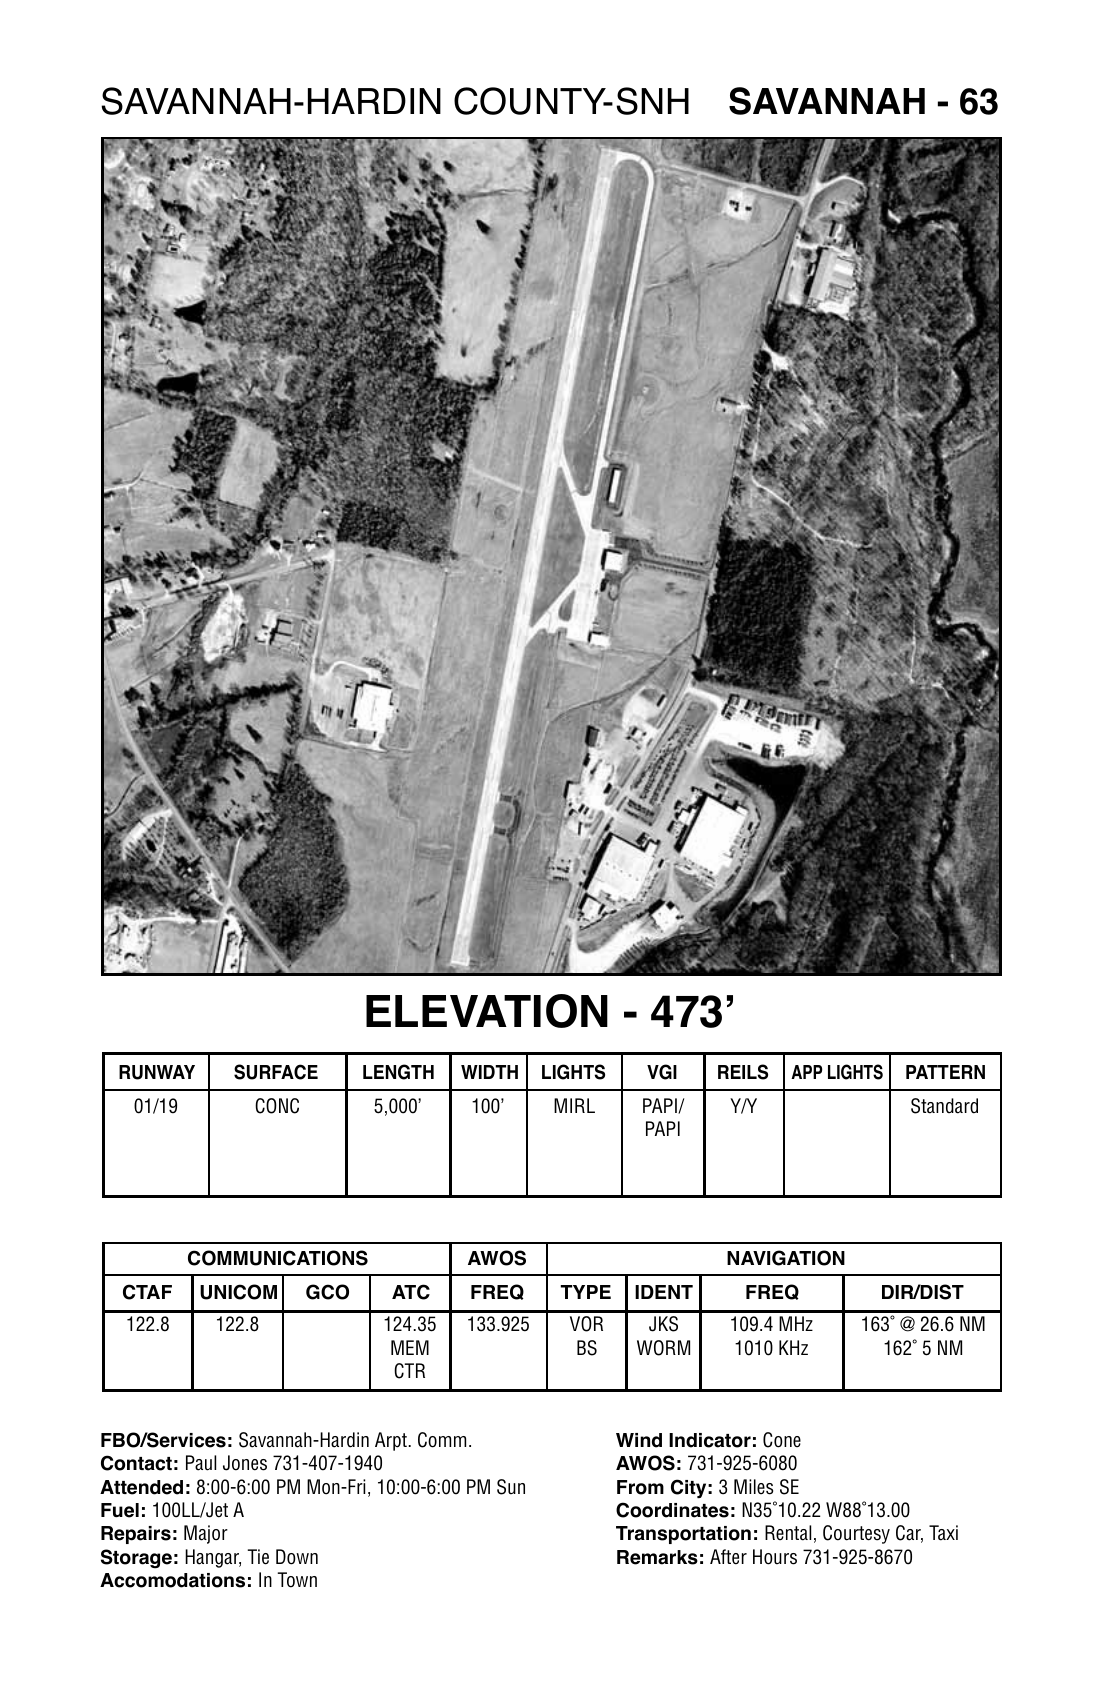 SAVANNAH-HARDIN COUNTY-SNH SAVANNAH - 63
ELEVATION - 473’
RUNWAY SURFACE LENGTH WIDTH LIGHTS VGI REILS APP LIGHTS PATTERN
01/19 CONC 5,000’ 100’ MIRL PAPI/ Y/Y Standard
PAPI
COMMUNICATIONS AWOS NAVIGATION
CTAF UNICOM GCO ATC FREQ TYPE IDENT FREQ DIR/DIST
122.8 122.8 124.35 133.925 VOR JKS 109.4 MHz 163˚ @ 26.6 NM
MEM BS WORM 1010 KHz 162˚ 5 NM
CTR
FBO/Services: Savannah-Hardin Arpt. Comm.
Contact: Paul Jones 731-407-1940
Attended: 8:00-6:00 PM Mon-Fri, 10:00-6:00 PM Sun
Fuel: 100LL/Jet A
Repairs: Major
Storage: Hangar, Tie Down
Accomodations: In Town
Wind Indicator: Cone
AWOS: 731-925-6080
From City: 3 Miles SE
Coordinates: N35˚10.22 W88˚13.00
Transportation: Rental, Courtesy Car, Taxi
Remarks: After Hours 731-925-8670